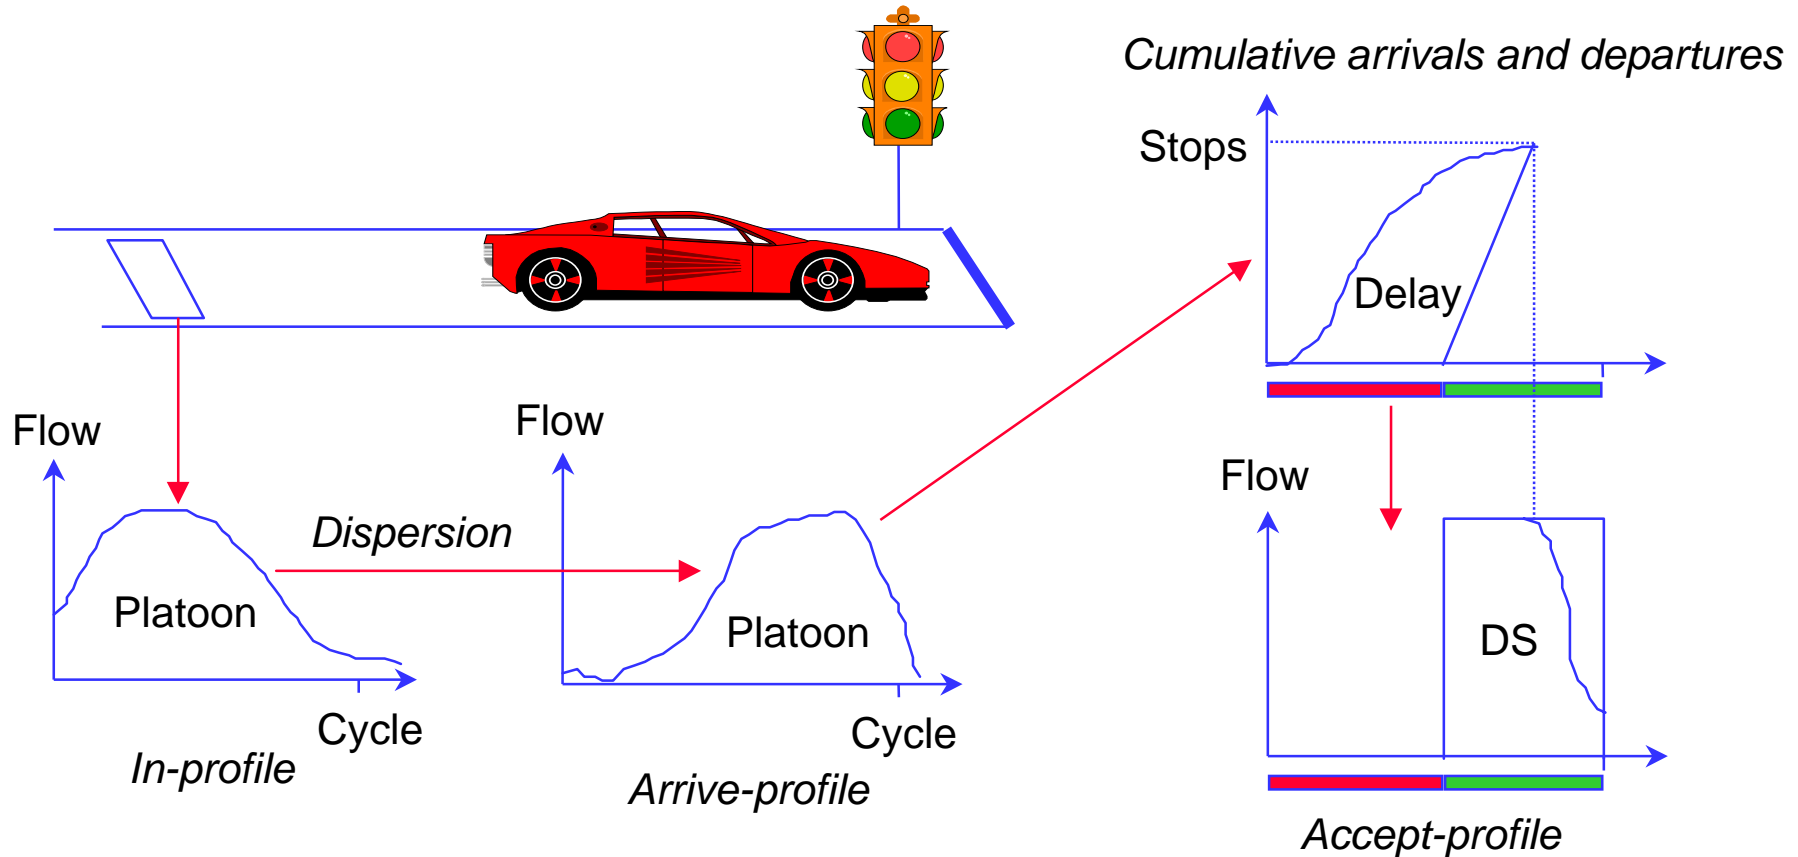 Cumulative arrivals and departures
Stops
Delay
Flow
Flow
Flow
Dispersion
Platoon
Platoon
DS
Cycle
Cycle
In-profile
Arrive-profile
Accept-profile